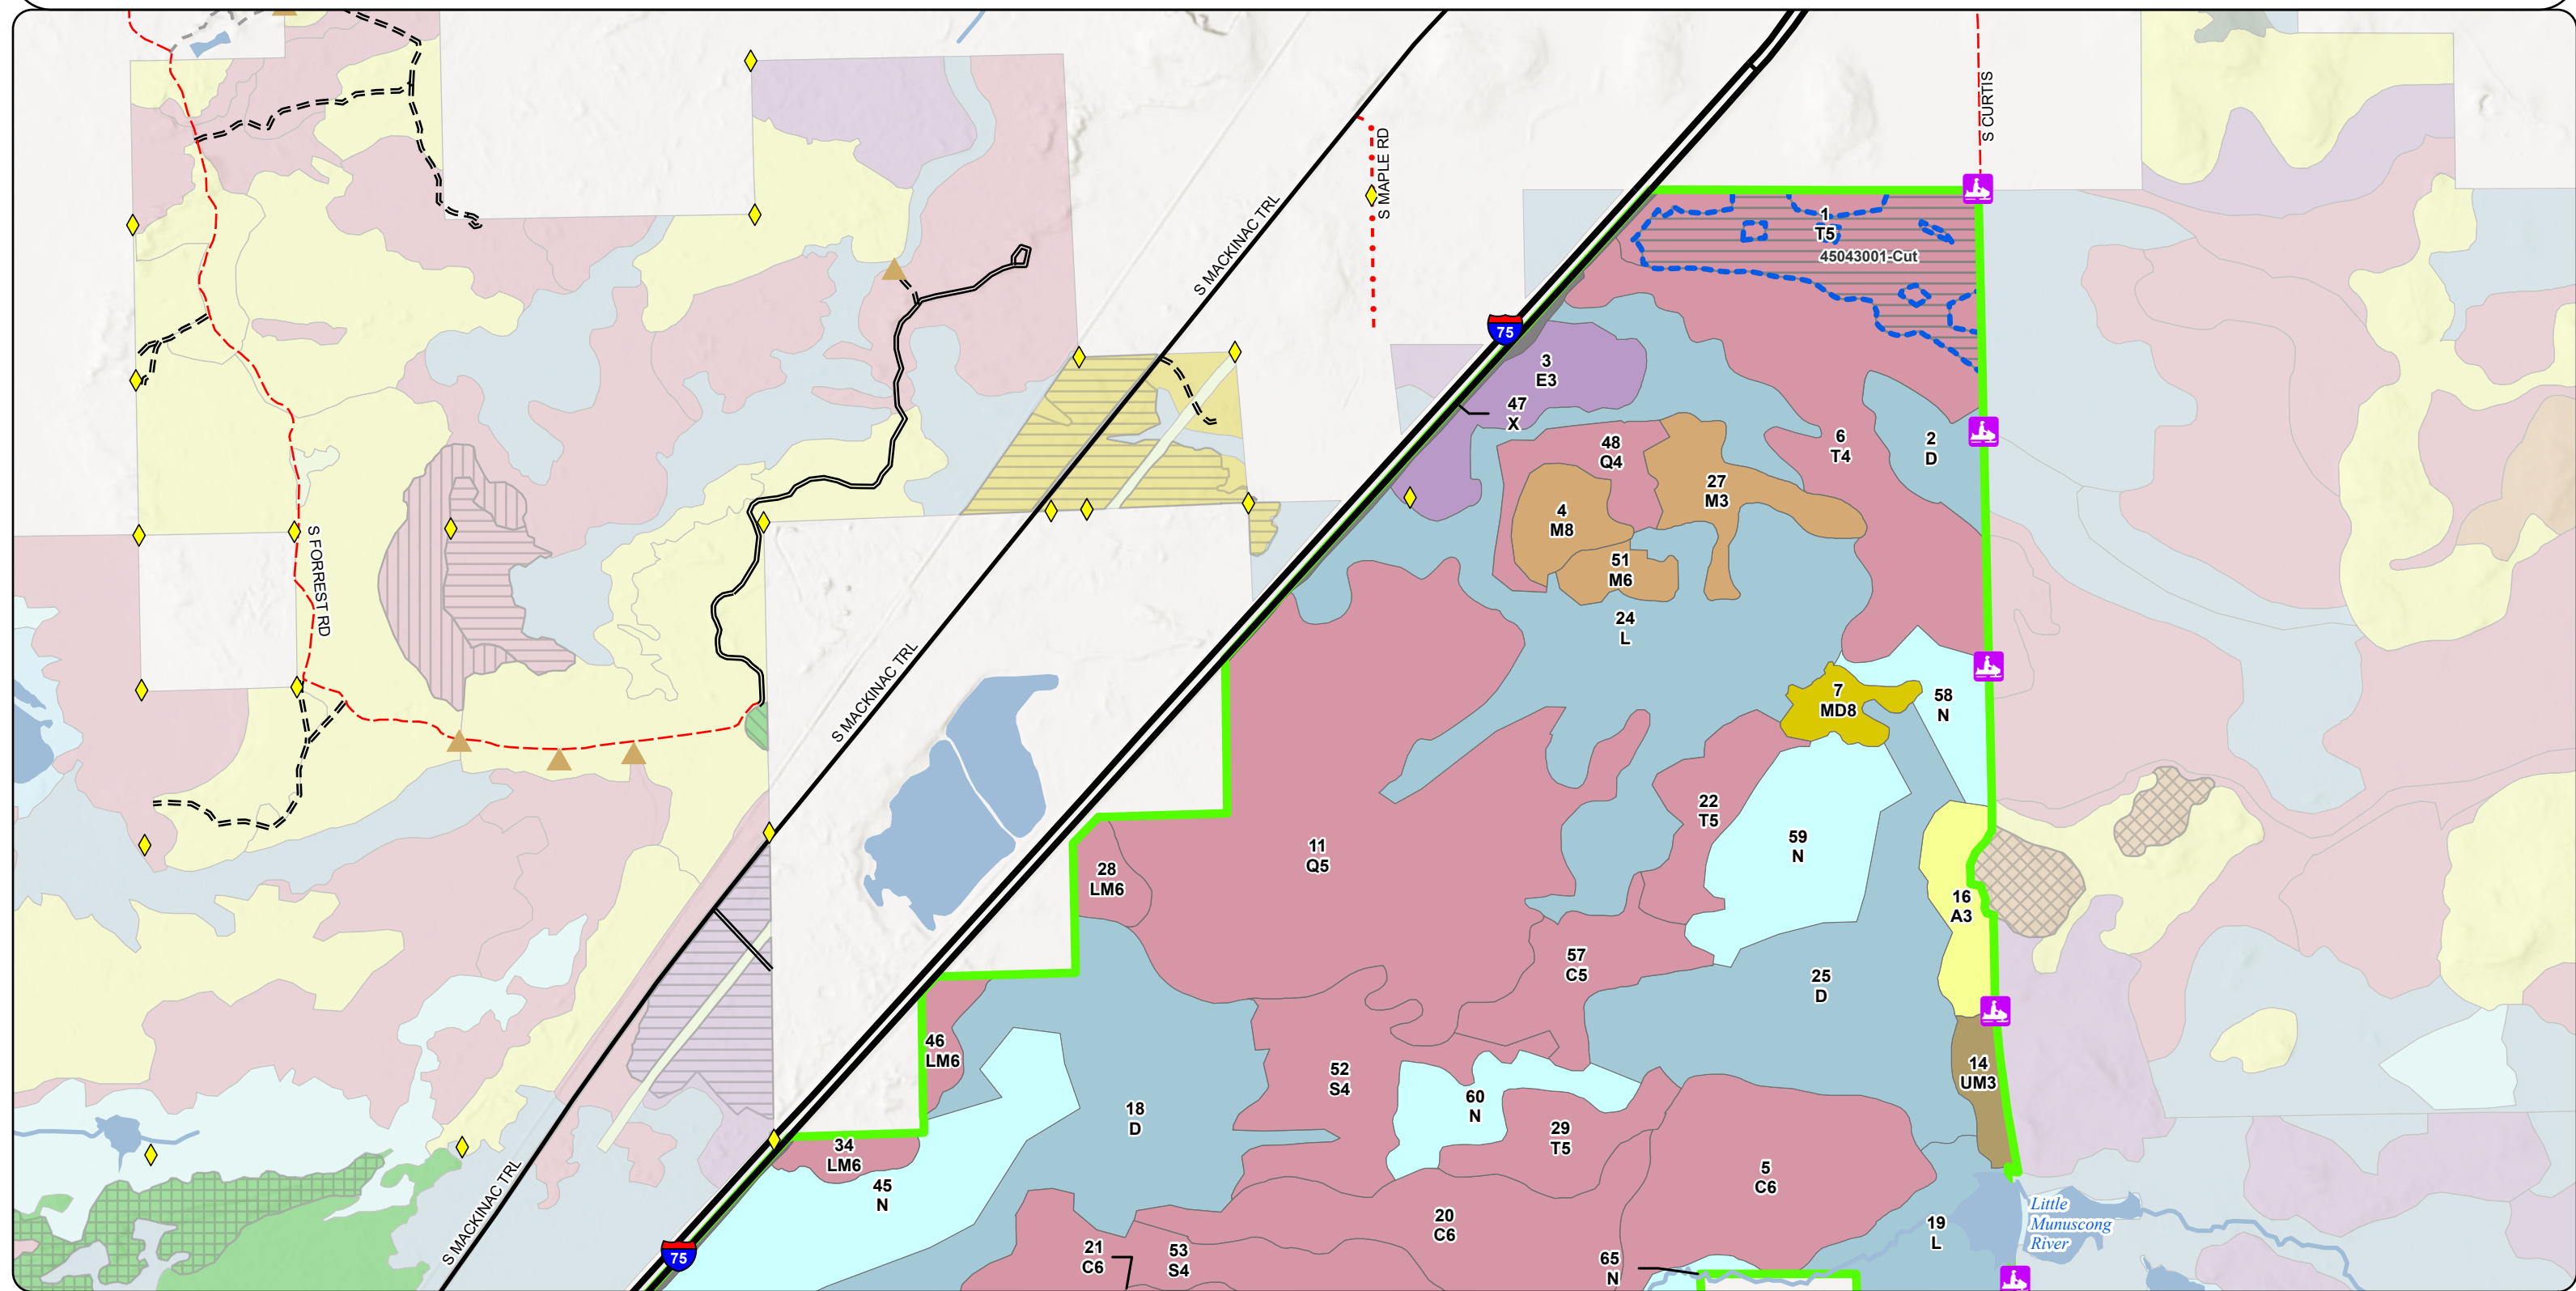 S CURTIS
S MAPLE RD
S MACKINAC TRL
1
T5
45043001-Cut
75
3
E3
47
X
48
Q4
6
T4
2
D
27
M3
4
M8
51
M6
S FORREST RD
24
L
S MACKINAC TRL
7
MD8
58
N
22
T5
59
N
11
Q5
28
LM6
16
A3
57
C5
25
D
46
LM6
52
S4
14
UM3
60
N
18
D
29
T5
34
LM6
5
C6
45
N
S MACKINAC TRL
20
C6
19
L
Little
Munuscong
River
75
21
C6
53
S4
65
N